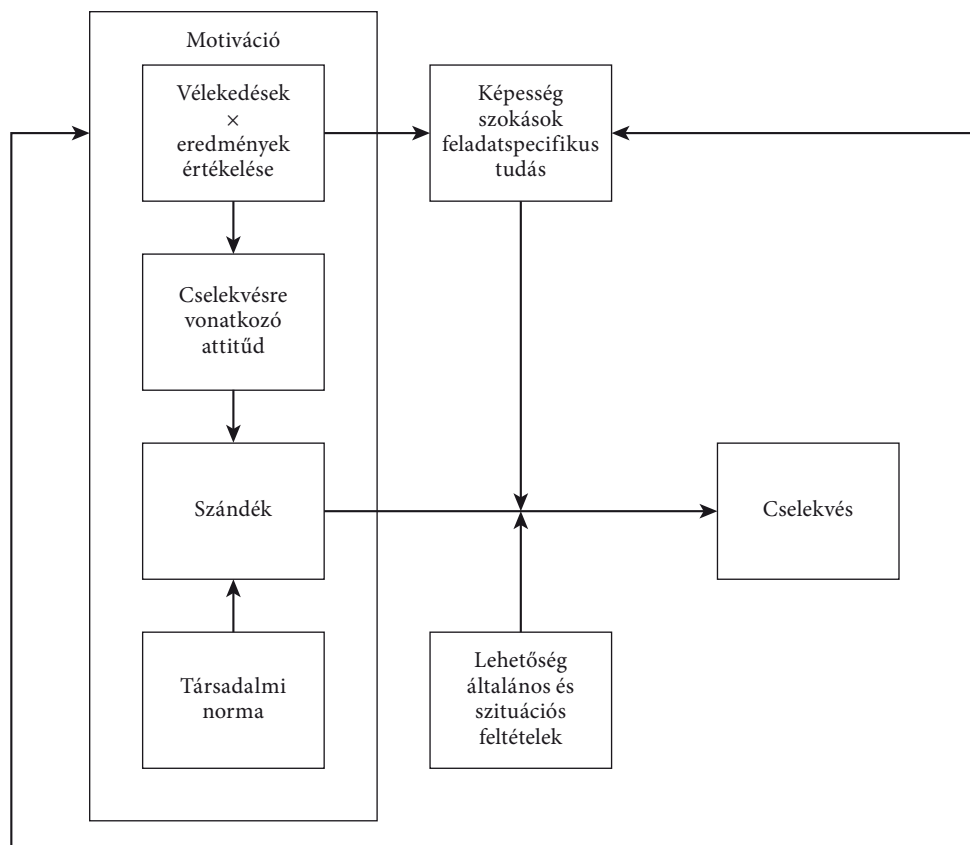 Motiváció
Vélekedések
×
eredmények
értékelése
Képesség
szokások
feladatspecifikus
tudás
Cselekvésre
vonatkozó
attitűd
Szándék
Cselekvés
Társadalmi
norma
Lehetőség
általános és
szituációs
feltételek